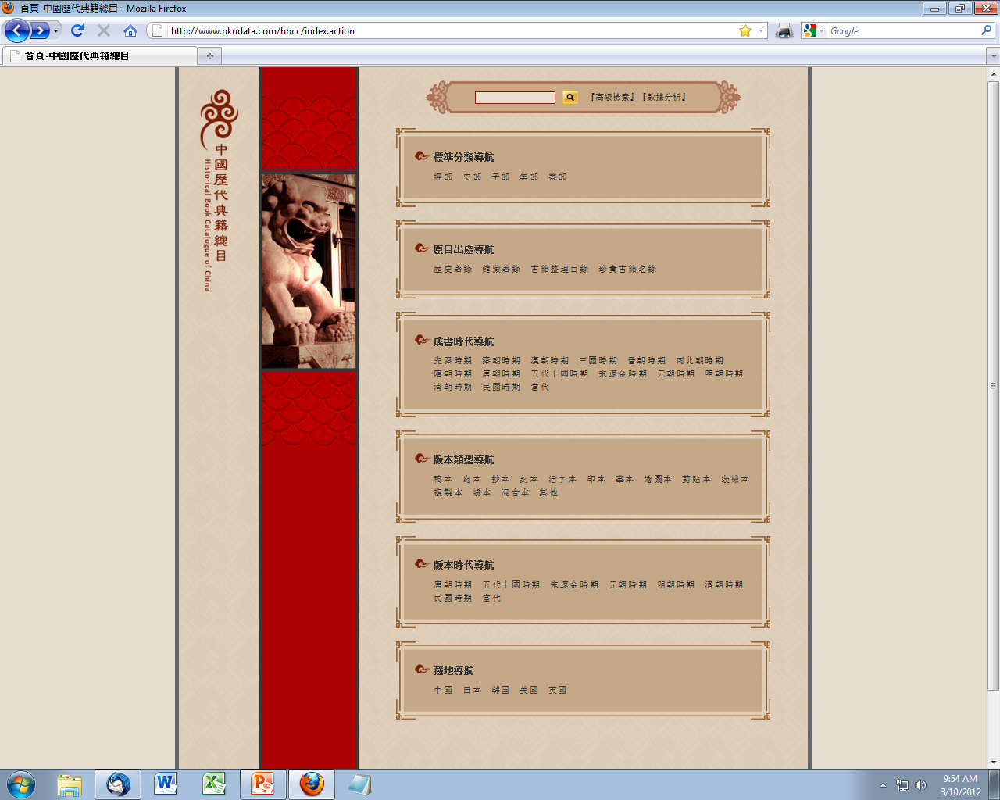 首頁-中國歷代典籍總目 - Mozilla Firefox
http://www.pkudata.com/hbcc/index.action
Google
首頁-中國歷代典籍總目
中國歷代典籍總目
Historical Book Catalogue of China
『高級檢索』『數據分析』
標準分類導航
經部 史部 子部 集部 叢部
原目出處導航
歷史著錄 館藏著錄 古籍整理目錄 珍貴古籍名錄
成書時代導航
先秦時期 秦朝時期 漢朝時期 三國時期 晉朝時期 南北朝時期
隋朝時期 唐朝時期 五代十國時期 宋遼金時期 元朝時期 明朝時期
清朝時期 民國時期 當代
版本類型導航
稿本 寫本 抄本 刻本 活字本 印本 摹本 繪圖本 剪貼本 裝裱本
複製本 綉本 混合本 其他
版本時代導航
唐朝時期 五代十國時期 宋遼金時期 元朝時期 明朝時期 清朝時期
民國時期 當代
藏地導航
中國 日本 韩国 美國 英國
9:54 AM
3/10/2012